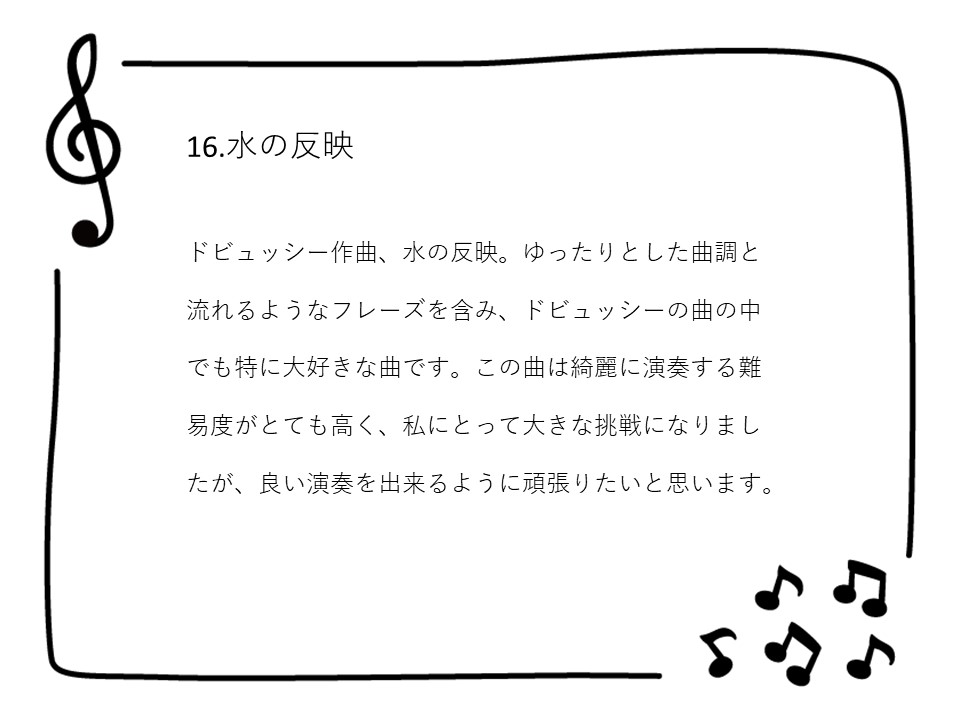 16.水の反映
ドビュッシー作曲、水の反映。ゆったりとした曲調と
流れるようなフレーズを含み、ドビュッシーの曲の中
でも特に大好きな曲です。この曲は綺麗に演奏する難
易度がとても高く、私にとって大きな挑戦になりまし
たが、良い演奏を出来るように頑張りたいと思います。